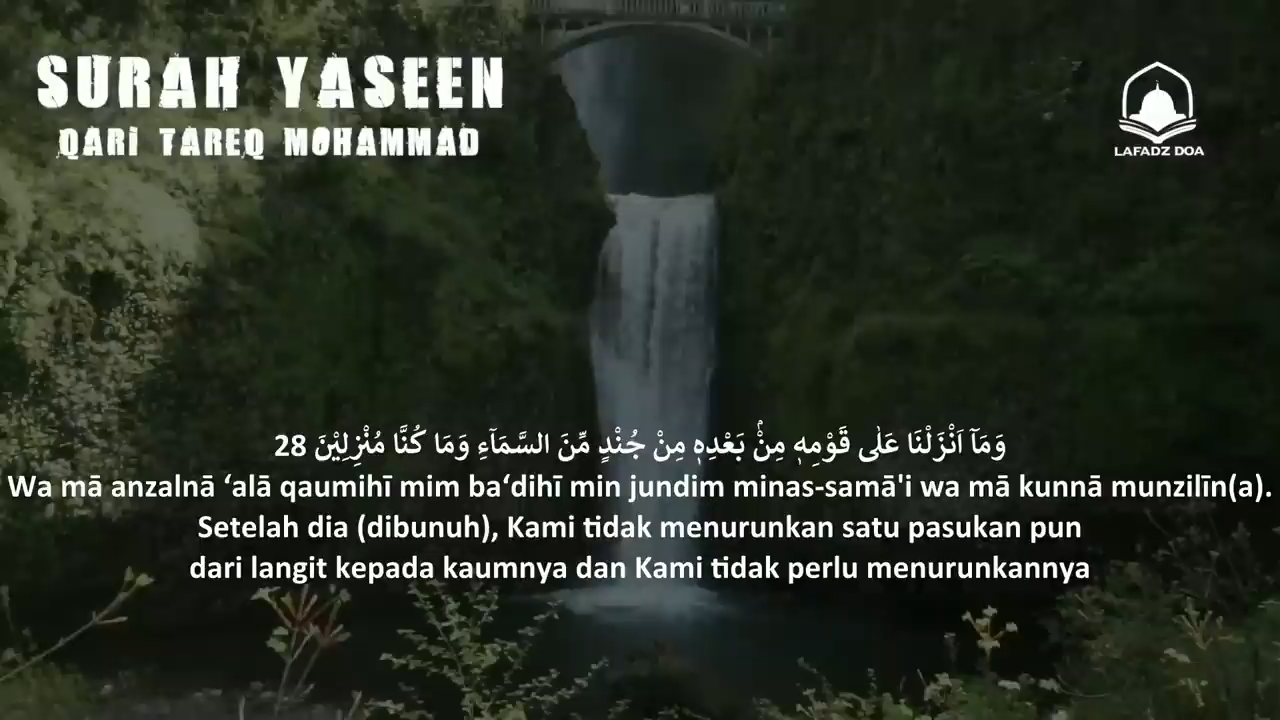 SURAH YASEEN
QARI TAREQ MOHAMMAD
LAFADZ DOA
وَمَآ اَنْزَلْنَا عَلٰى قَوْمِهٖ مِنْۢ بَعْدِهٖ مِنْ جُنْدٍ مِّنَ السَّمَاۤءِ وَمَا كُنَّا مُنْزِلِيْنَ 28
Wa mā anzalnā ‘alā qaumihī mim ba‘dihī min jundim minas-samā'i wa mā kunnā munzilīn(a).
Setelah dia (dibunuh), Kami tidak menurunkan satu pasukan pun
dari langit kepada kaumnya dan Kami tidak perlu menurunkannya